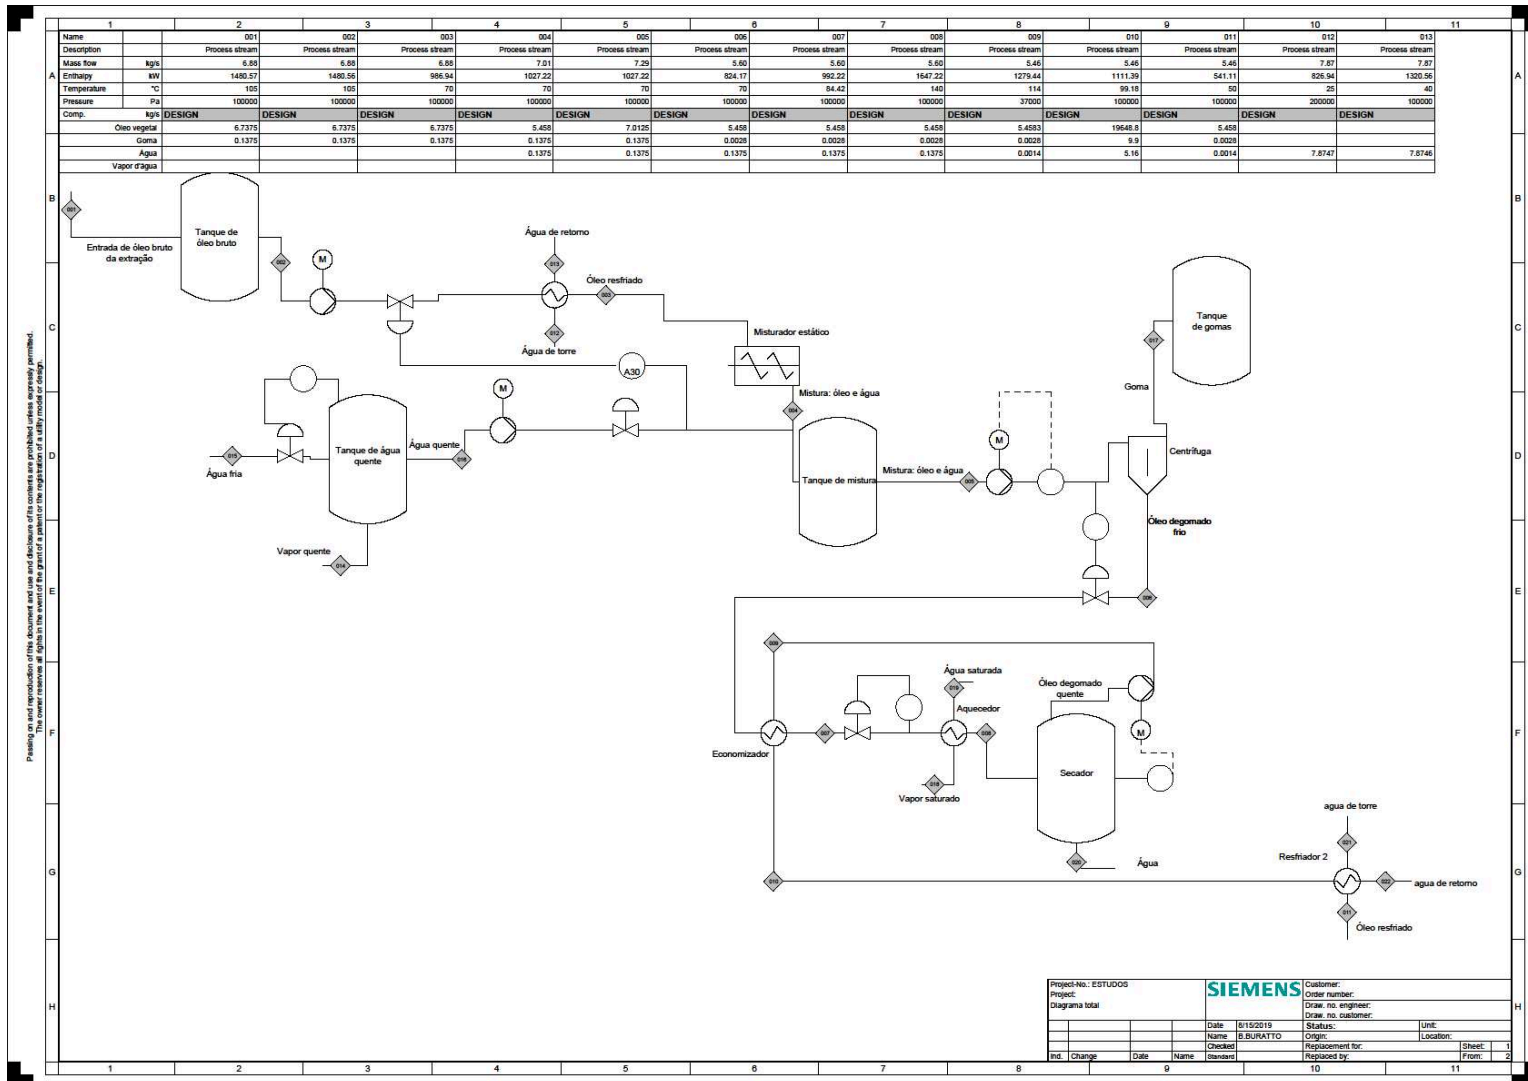 1 2 3 4 5 6 7 8 9 10 11
Name 001 002 003 004 005 006 007 008 009 010 011 012 013
Description Process stream Process stream Process stream Process stream Process stream Process stream Process stream Process stream Process stream Process stream Process stream Process stream Process stream
Mass flow kg/s 6.88 6.88 6.88 7.01 7.29 5.60 5.60 5.60 5.46 5.46 5.46 7.87 7.87
Enthalpy kW 1480.57 1480.56 986.94 1027.22 1027.22 824.17 992.22 1647.22 1279.44 1111.39 541.11 826.94 1320.56
Temperature °C 105 105 70 70 70 70 84.42 140 114 99.18 50 25 40
Pressure Pa 100000 100000 100000 100000 100000 100000 100000 100000 37000 100000 100000 200000 100000
Comp. kg/s DESIGN DESIGN DESIGN DESIGN DESIGN DESIGN DESIGN DESIGN DESIGN DESIGN DESIGN DESIGN DESIGN
Óleo vegetal 6.7375 6.7375 6.7375 5.458 7.0125 5.458 5.458 5.458 5.4583 19648.8 5.458
Goma 0.1375 0.1375 0.1375 0.1375 0.1375 0.0028 0.0028 0.0028 0.0028 9.9 0.0028
Água 0.1375 0.1375 0.1375 0.1375 0.1375 0.0014 5.16 0.0014 7.8747 7.8746
Vapor d'água
A
A
B
B
C
C
D
D
E
E
F
F
G
G
H
H
001
Entrada de óleo bruto
da extração
Tanque de
óleo bruto
002
M
Água de retorno
013
Óleo resfriado
003
012
Água de torre
Misturador estático
A30
Mistura: óleo e água
004
M
Tanque de água
quente
Água quente
016
015
Água fria
Vapor quente
014
Tanque de mistura
Mistura: óleo e água
005
M
Tanque
de gomas
017
Goma
Centrífuga
Óleo degomado
frio
006
009
Água saturada
019
Aquecedor
008
Óleo degomado
quente
M
Economizador
007
018
Vapor saturado
Secador
020
Água
010
agua de torre
021
Resfriador 2
022
agua de retorno
011
Óleo resfriado
Passing on and reproduction of this document and use and disclosure of its contents are prohibited unless expressly permitted.
The owner reserves all rights in the event of the grant of a patent or the registration of a utility model or design.
Project-No.: ESTUDOS
Project:
Diagrama total
SIEMENS
Customer:
Order number:
Draw. no. engineer:
Draw. no. customer:
Date 8/15/2019 Status: Unit:
Name B.BURATTO Origin: Location:
Checked Replacement for: Sheet: 1
Ind. Change Date Name Standard Replaced by: From: 2
1 2 3 4 5 6 7 8 9 10 11